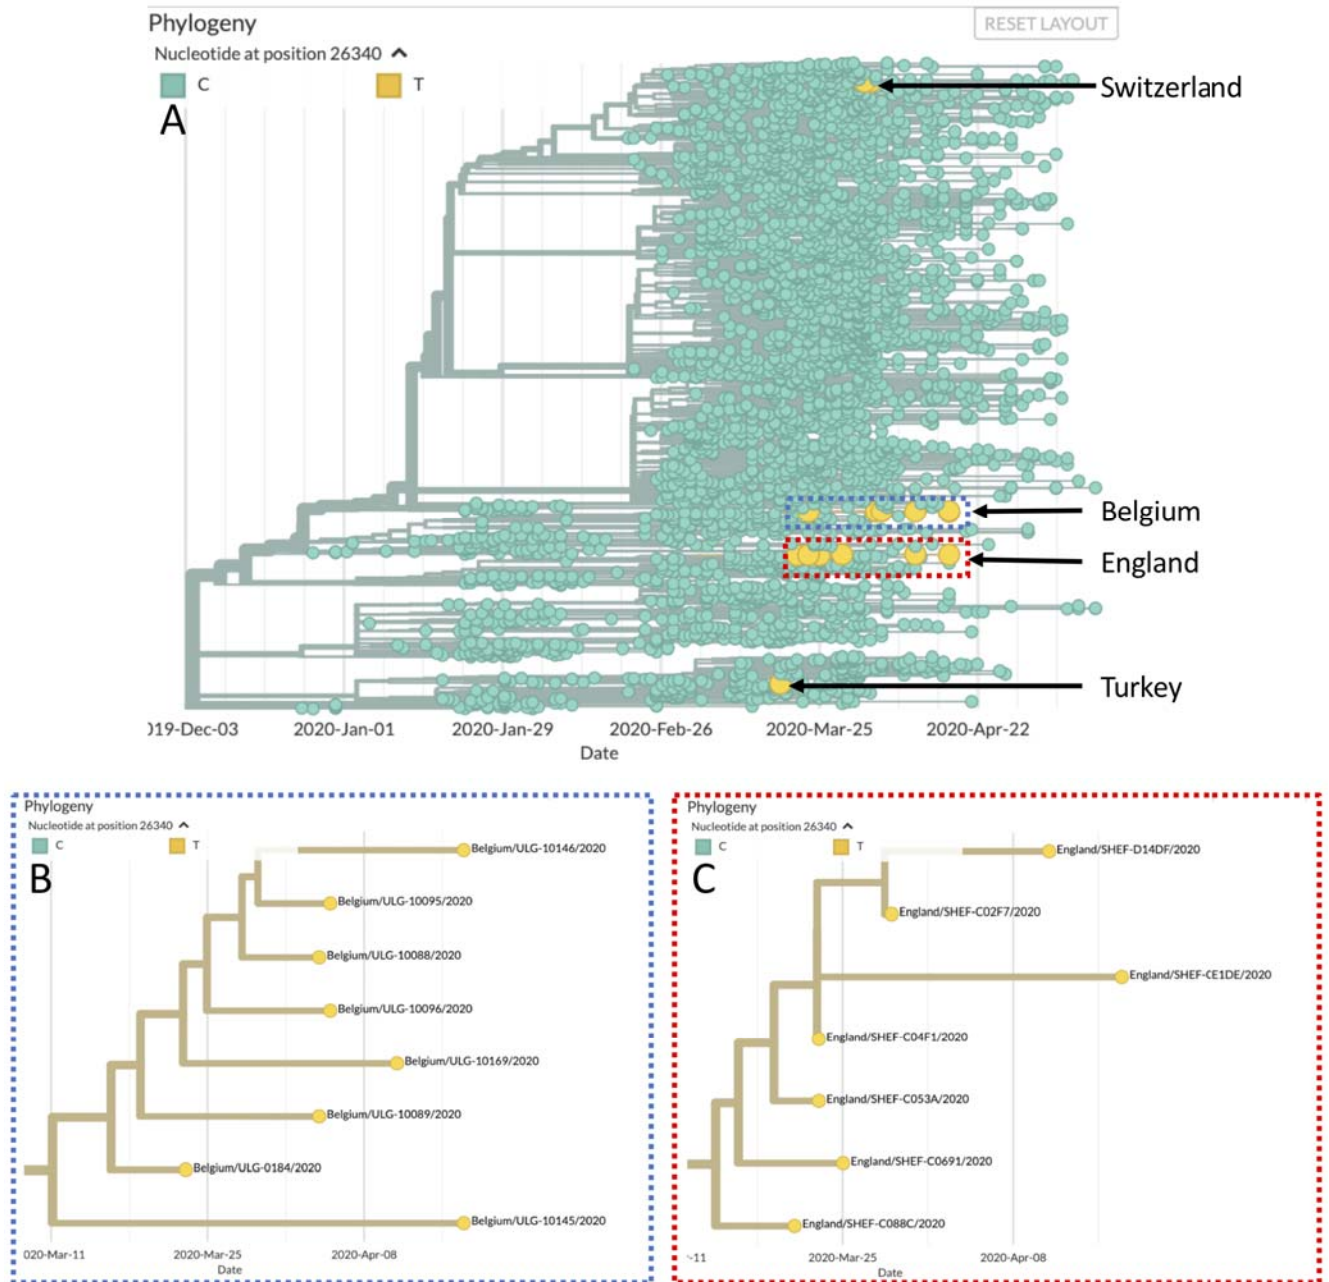 Phylogeny
RESET LAYOUT
Nucleotide at position 26340
C T
A
Switzerland
Belgium
England
Turkey
)19-Dec-03 2020-Jan-01 2020-Jan-29 2020-Feb-26 2020-Mar-25 2020-Apr-22
Date
Phylogeny
Nucleotide at position 26340
C T
B
Belgium/ULG-10146/2020
Belgium/ULG-10095/2020
Belgium/ULG-10088/2020
Belgium/ULG-10096/2020
Belgium/ULG-10169/2020
Belgium/ULG-10089/2020
Belgium/ULG-0184/2020
Belgium/ULG-10145/2020
020-Mar-11 2020-Mar-25 2020-Apr-08
Date
Phylogeny
Nucleotide at position 26340
C T
C
England/SHEF-D14DF/2020
England/SHEF-C02F7/2020
England/SHEF-CE1DE/2020
England/SHEF-C04F1/2020
England/SHEF-C053A/2020
England/SHEF-C0691/2020
England/SHEF-C088C/2020
-11 2020-Mar-25 2020-Apr-08
Date